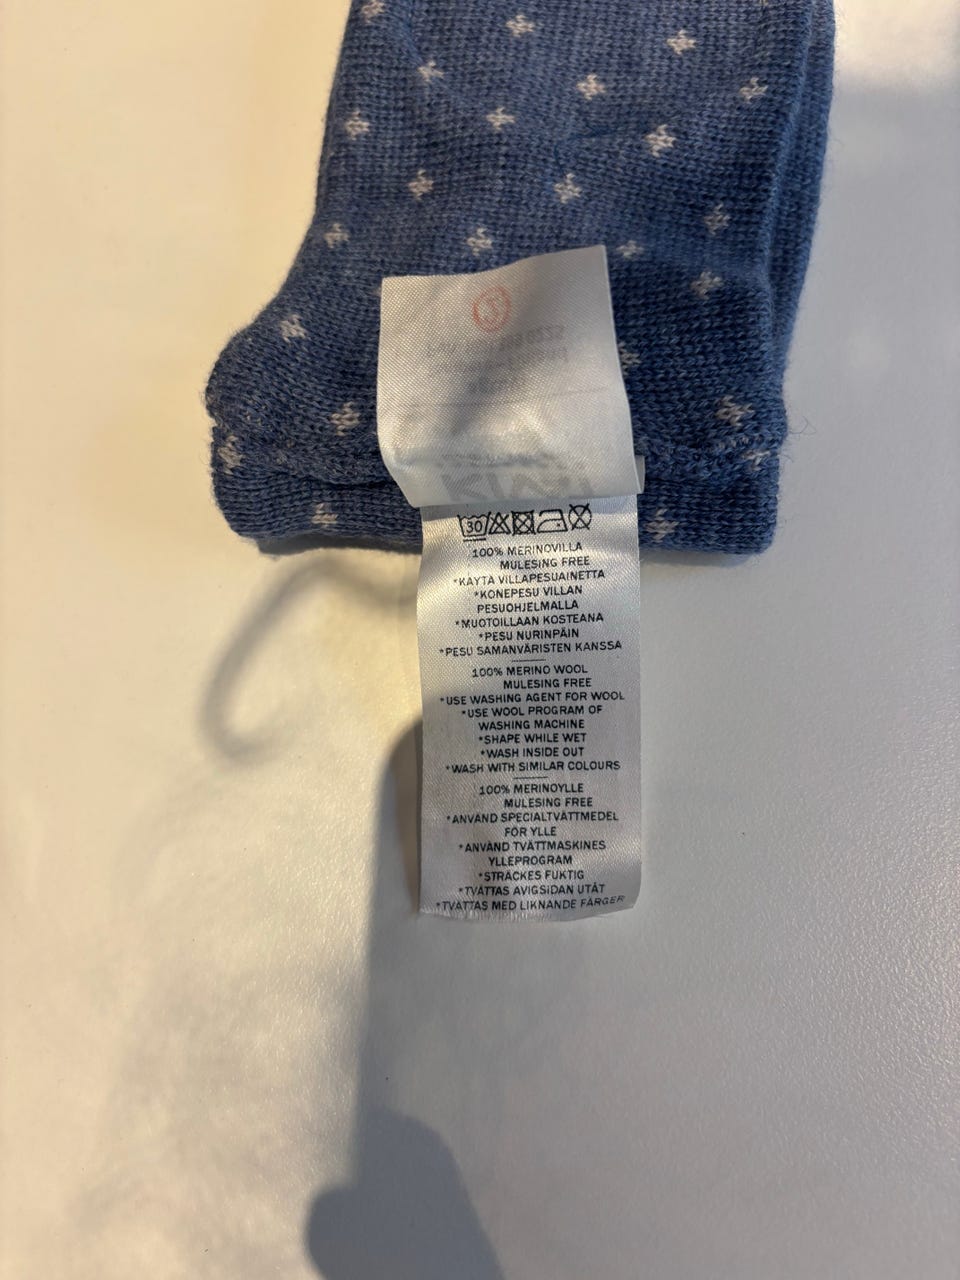 30
100% MERINOVILLA
MULESING FREE
*KÄYTÄ VILLAPESUAINETTA
*KONEPESU VILLAN
PESUOHJELMALLA
*MUOTOILLAAN KOSTEANA
*PESU NURINPÄIN
*PESU SAMANVÄRISTEN KANSSA
100% MERINO WOOL
MULESING FREE
*USE WASHING AGENT FOR WOOL
*USE WOOL PROGRAM OF
WASHING MACHINE
*SHAPE WHILE WET
*WASH INSIDE OUT
*WASH WITH SIMILAR COLOURS
100% MERINOYLLE
MULESING FREE
*ANVÄND SPECIALTVÄTTMEDEL
FÖR YLLE
*ANVÄND TVÄTTMASKINES
YLLEPROGRAM
*STRÄCKES FUKTIG
*TVÄTTAS AVIGSIDAN UTÅT
*TVÄTTAS MED LIKNANDE FÄRGER